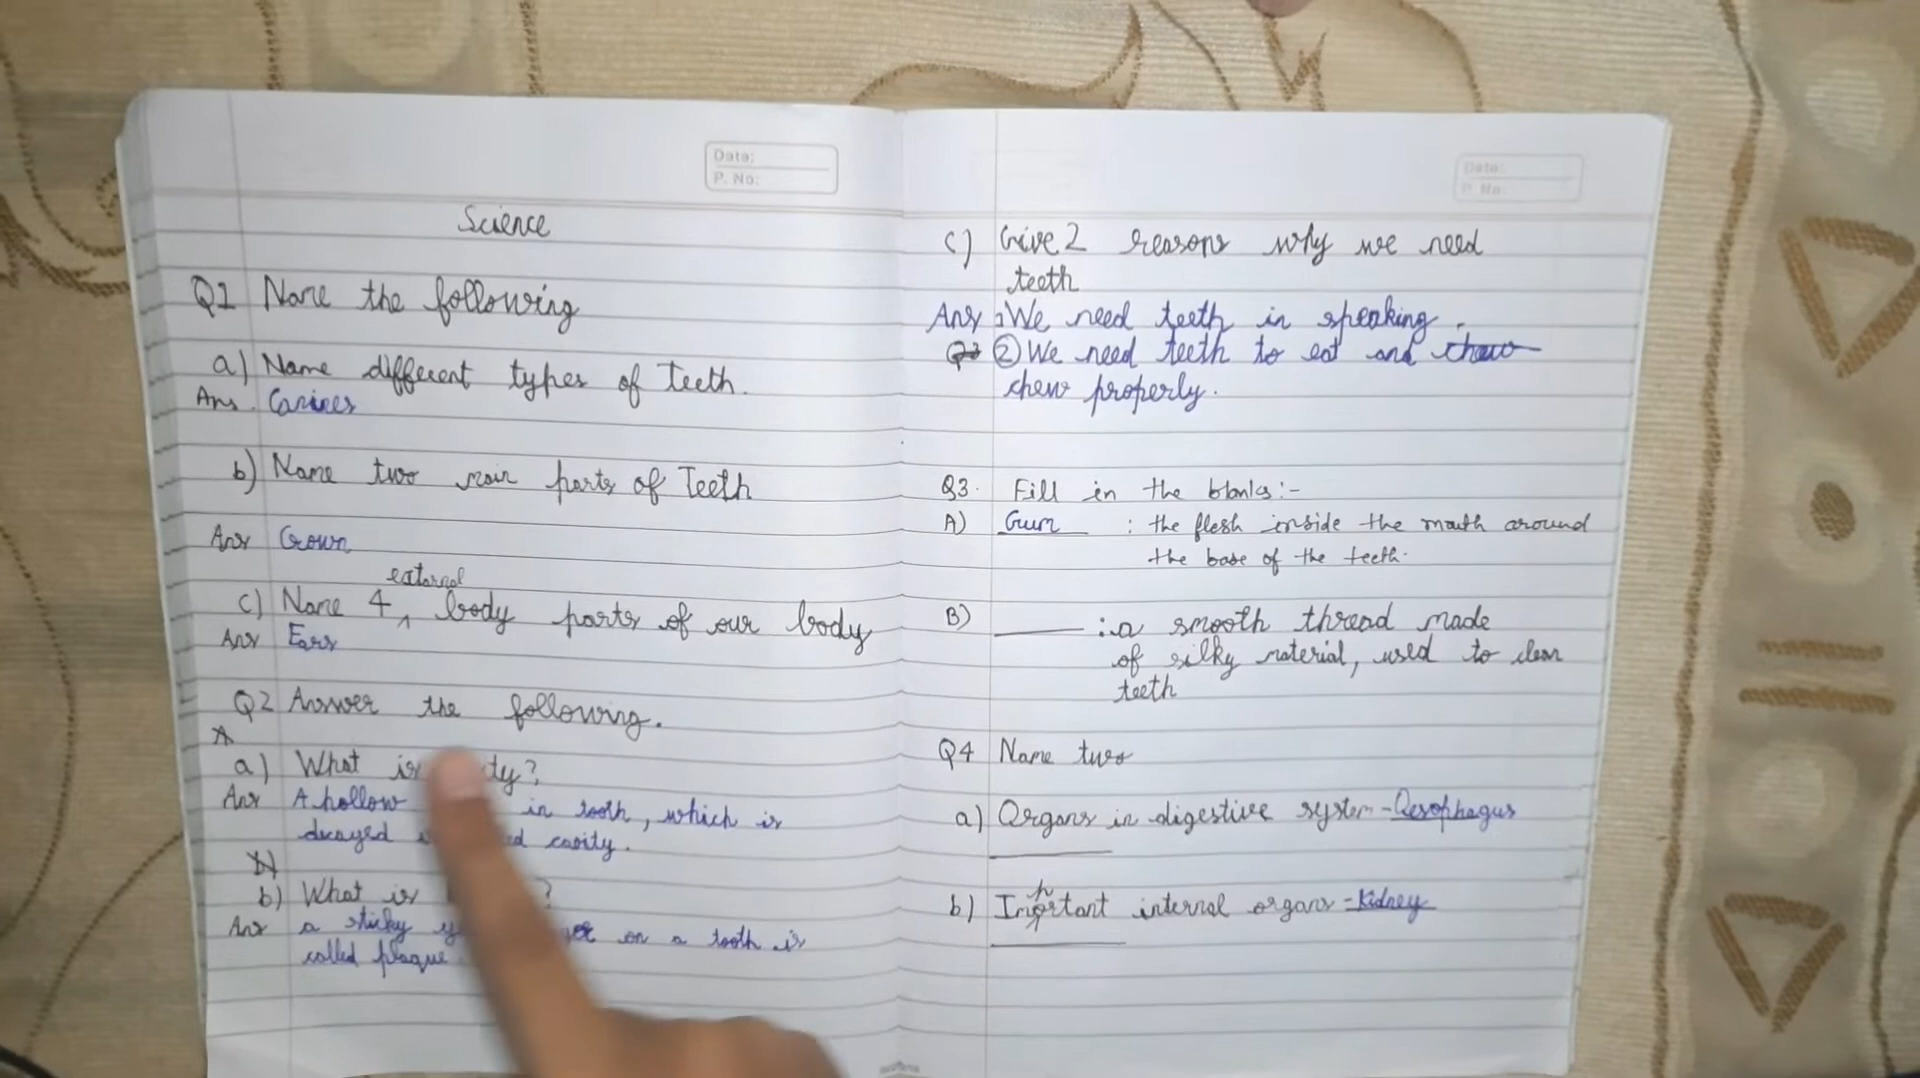 Date:
P. No:
Science
Q1 Name the following
a) Name different types of Teeth.
Ans. Canines
b) Name two main parts of Teeth
Ans Crown
external
c) Name 4 ^ body parts of our body
Ans Ears
Q2 Answer the following.
a) What is ty?
Ans A hollow in tooth, which is
decayed ed cavity.
b) What is ?
Ans a sticky on a tooth is
called plaque
Date:
P. No:
c) Give 2 reasons why we need
teeth
Ans : We need teeth in speaking.
② We need teeth to eat and chew
chew properly.
Q3. Fill in the blanks:-
A) Gum : the flesh inside the mouth around
the base of the teeth.
B) ____ : a smooth thread made
of silky material, used to clean
teeth
Q4 Name two
a) Organs in digestive system - Oesophagus
b) Important internal organs - Kidney